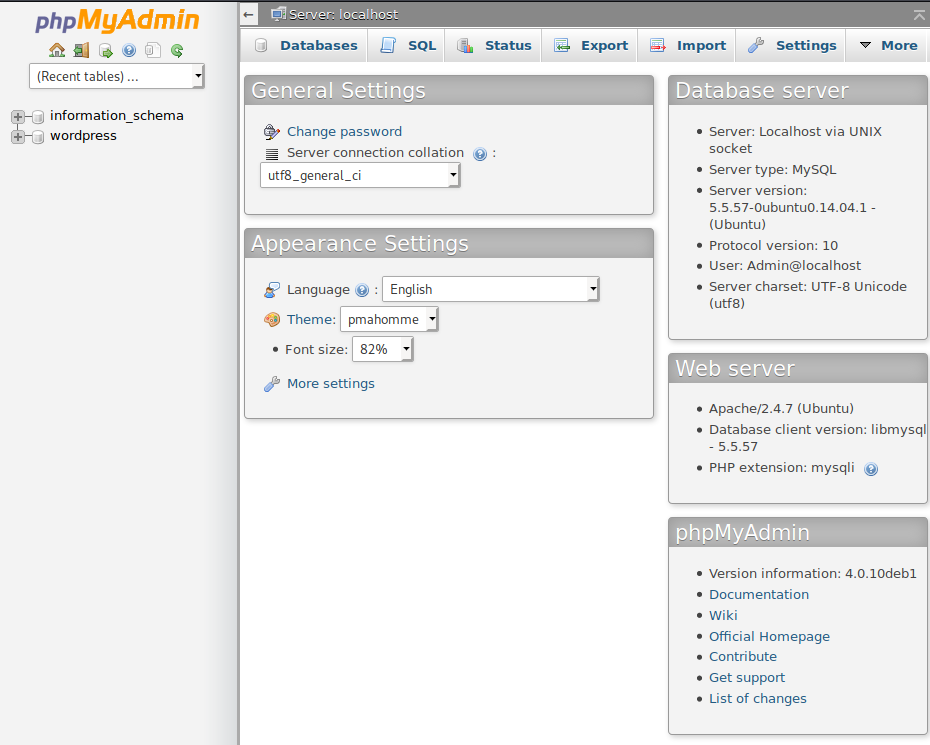 phpMyAdmin
(Recent tables) ...
information_schema
wordpress
Server: localhost
Databases SQL Status Export Import Settings More
General Settings
Change password
Server connection collation :
utf8_general_ci
Appearance Settings
Language : English
Theme: pmahomme
Font size: 82%
More settings
Database server
Server: Localhost via UNIX
socket
Server type: MySQL
Server version:
5.5.57-0ubuntu0.14.04.1 -
(Ubuntu)
Protocol version: 10
User: Admin@localhost
Server charset: UTF-8 Unicode
(utf8)
Web server
Apache/2.4.7 (Ubuntu)
Database client version: libmysql
- 5.5.57
PHP extension: mysqli
phpMyAdmin
Version information: 4.0.10deb1
Documentation
Wiki
Official Homepage
Contribute
Get support
List of changes